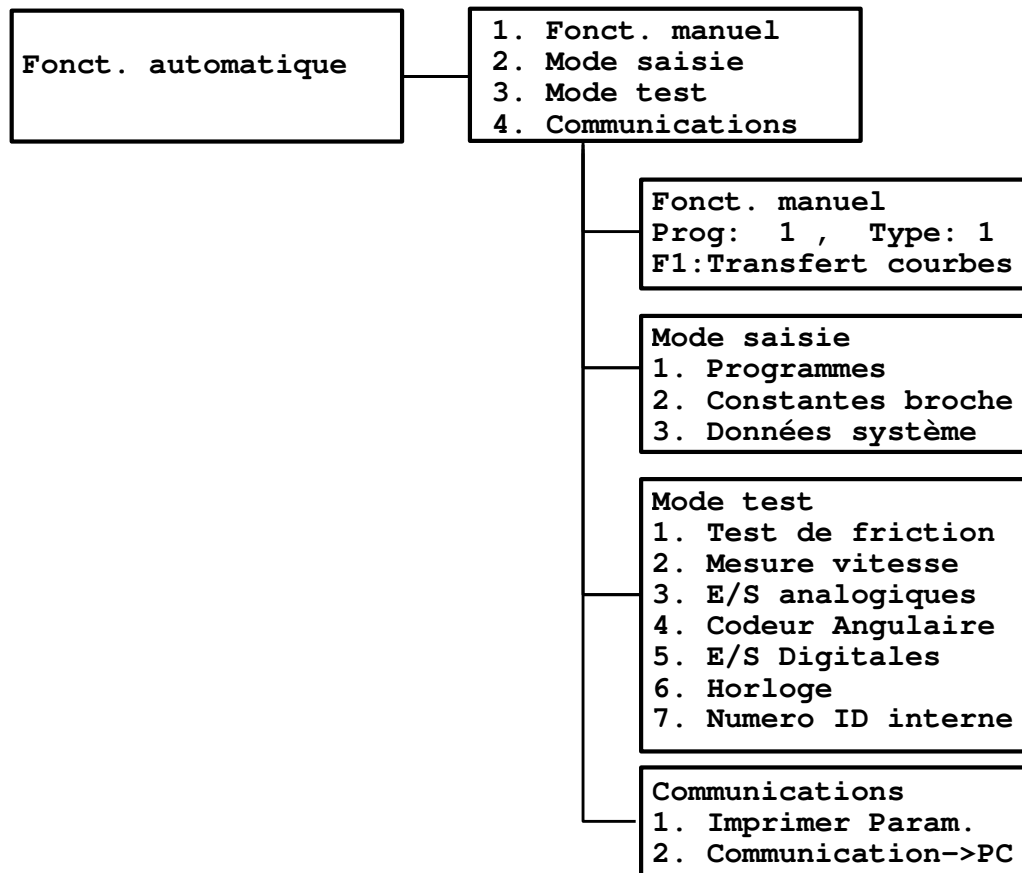 Fonct. automatique
1. Fonct. manuel
2. Mode saisie
3. Mode test
4. Communications
Fonct. manuel
Prog:  1 ,  Type: 1
F1:Transfert courbes
Mode saisie
1. Programmes
2. Constantes broche
3. Données système
Mode test
1. Test de friction
2. Mesure vitesse
3. E/S analogiques
4. Codeur Angulaire
5. E/S Digitales
6. Horloge
7. Numero ID interne
Communications
1. Imprimer Param.
2. Communication->PC